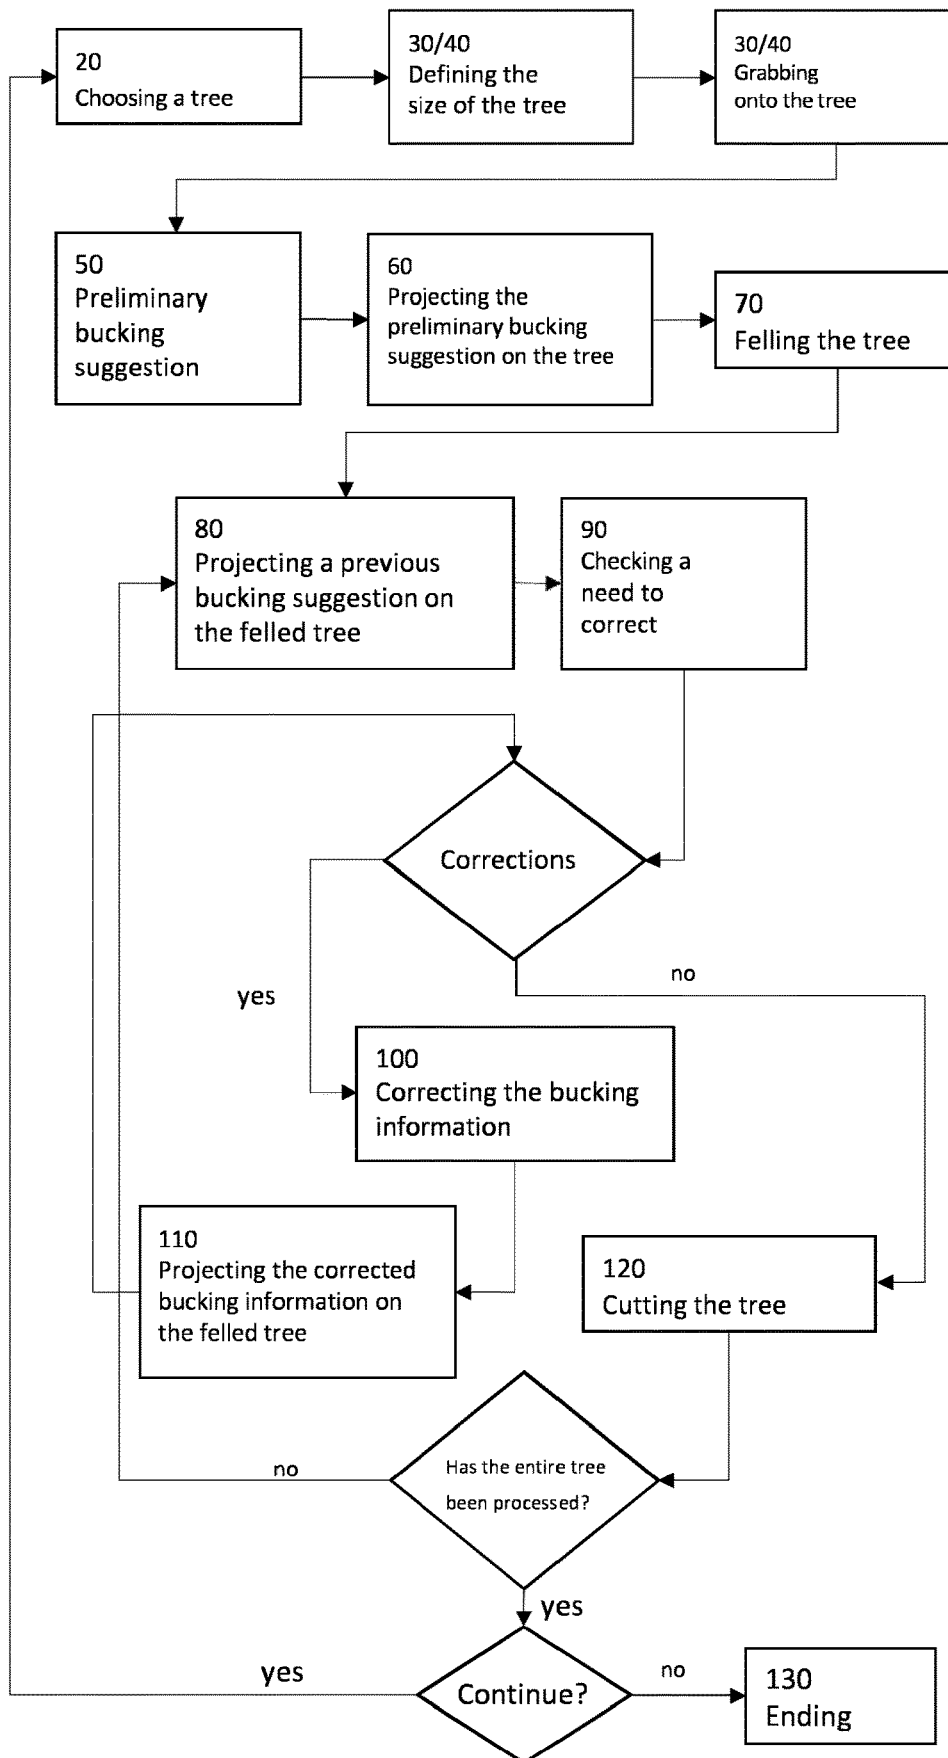 20
Choosing a tree
30/40
Defining the
size of the tree
30/40
Grabbing
onto the tree
50
Preliminary
bucking
suggestion
60
Projecting the
preliminary bucking
suggestion on the tree
70
Felling the tree
80
Projecting a previous
bucking suggestion on
the felled tree
90
Checking a
need to
correct
Corrections
yes
no
100
Correcting the bucking
information
110
Projecting the corrected
bucking information on
the felled tree
120
Cutting the tree
Has the entire tree
been processed?
no
yes
Continue?
yes
no
130
Ending